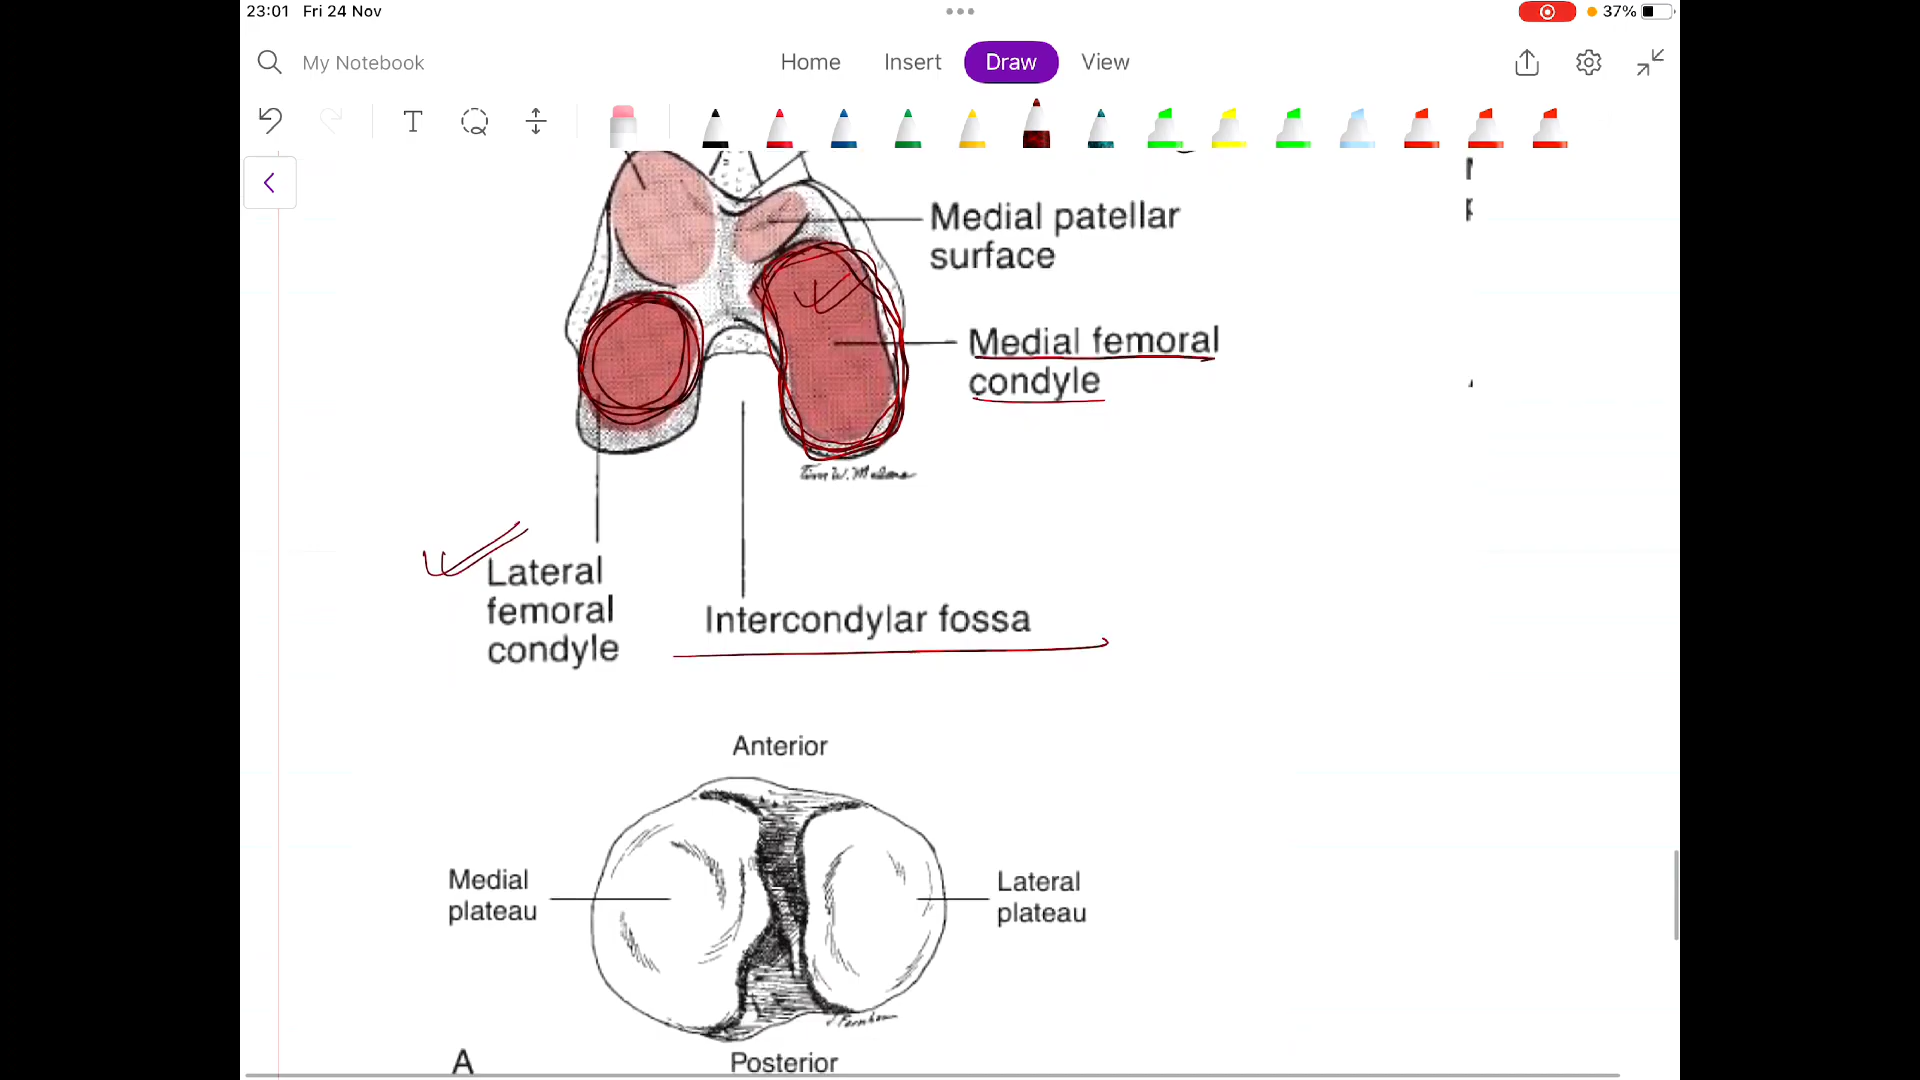 23:01 Fri 24 Nov
37%
My Notebook
Home Insert Draw View
T
Medial patellar
surface
Medial femoral
condyle
Lateral
femoral
condyle
Intercondylar fossa
Anterior
Medial
plateau
Lateral
plateau
A
Posterior